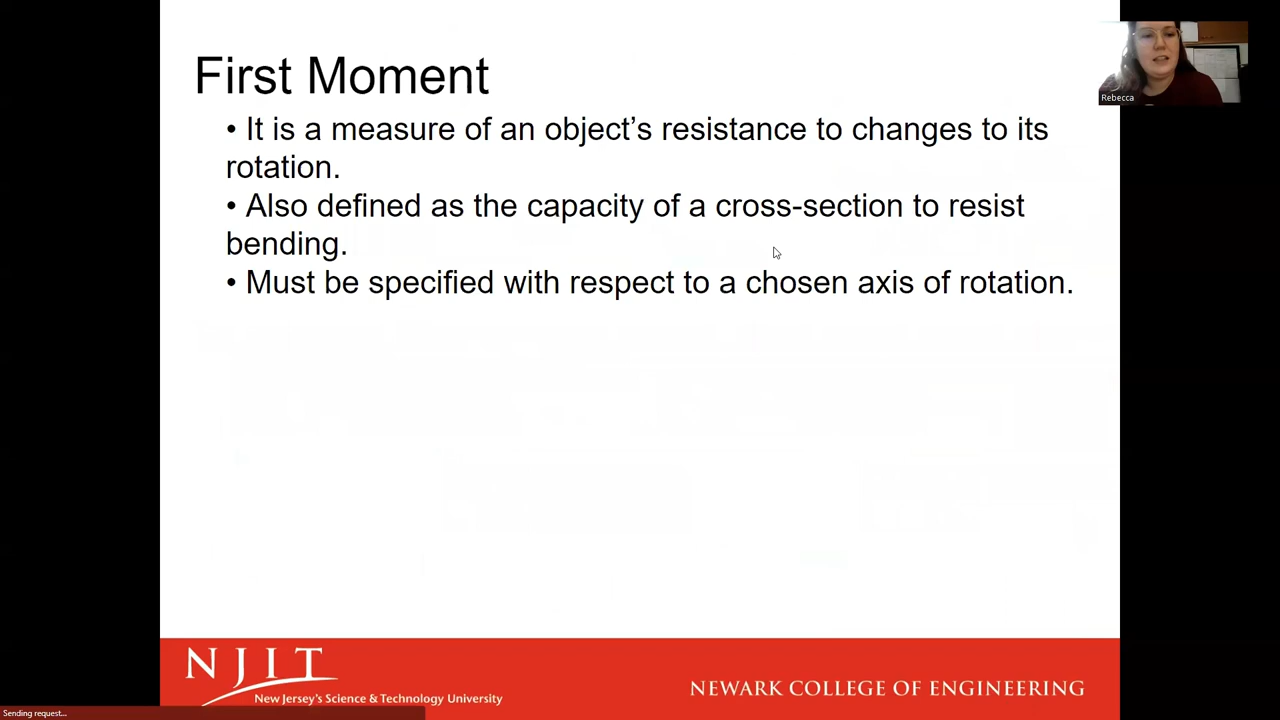 First Moment
• It is a measure of an object’s resistance to changes to its
rotation.
• Also defined as the capacity of a cross-section to resist
bending.
• Must be specified with respect to a chosen axis of rotation.
Rebecca
NJIT
New Jersey's Science & Technology University
NEWARK COLLEGE OF ENGINEERING
Sending request...